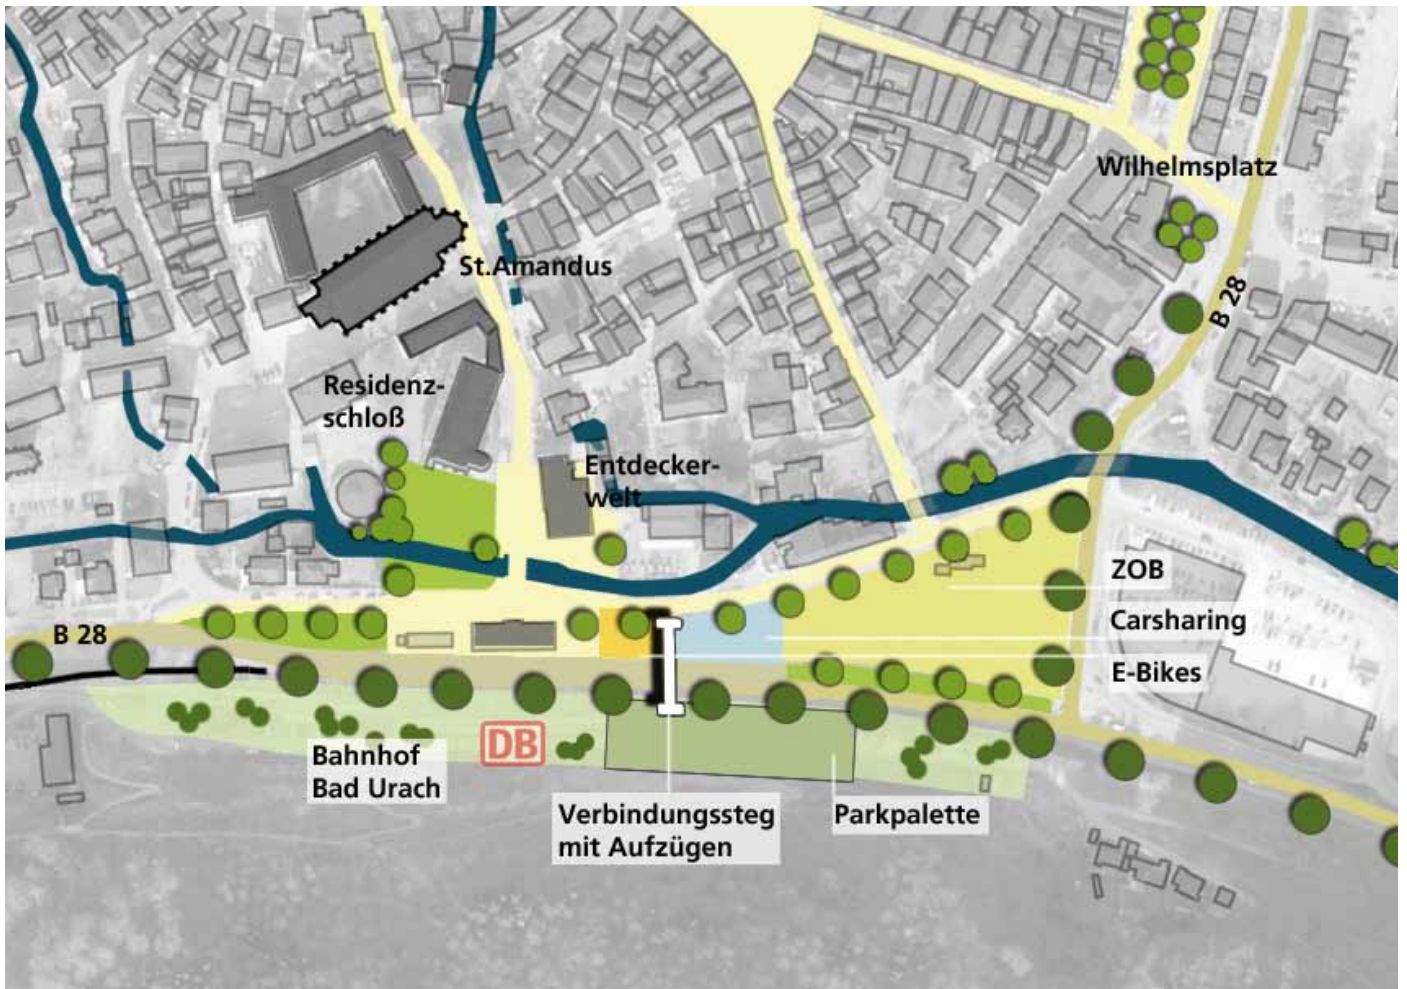 Wilhelmsplatz
St.Amandus
B 28
Residenz-
schloß
Entdecker-
welt
ZOB
Carsharing
B 28
E-Bikes
DB
Bahnhof
Bad Urach
Verbindungssteg
mit Aufzügen
Parkpalette